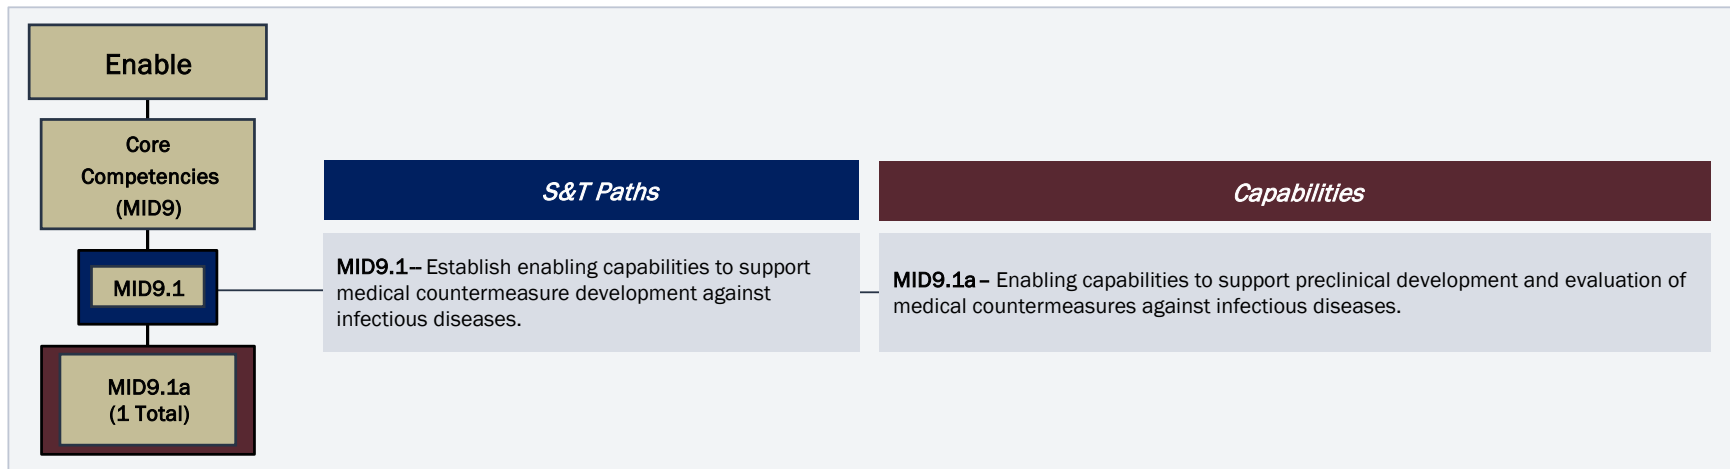 Enable
Core
Competencies
(MID9)
MID9.1
MID9.1a
(1 Total)
S&T Paths
MID9.1-- Establish enabling capabilities to support
medical countermeasure development against
infectious diseases.
Capabilities
MID9.1a – Enabling capabilities to support preclinical development and evaluation of
medical countermeasures against infectious diseases.